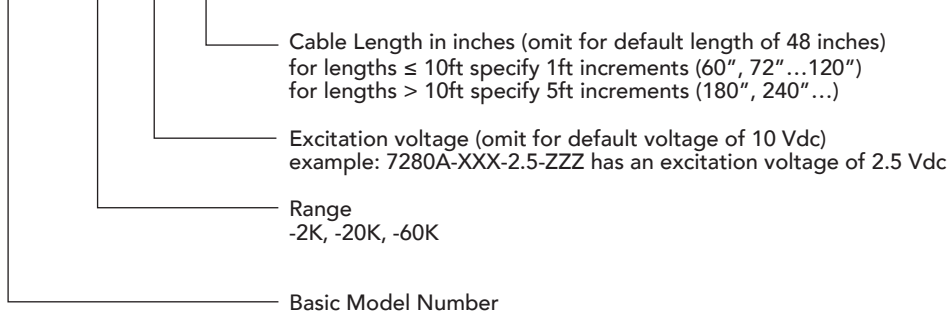 Cable Length in inches (omit for default length of 48 inches)
for lengths ≤ 10ft specify 1ft increments (60”, 72”…120”)
for lengths > 10ft specify 5ft increments (180”, 240”…)
Excitation voltage (omit for default voltage of 10 Vdc)
example: 7280A-XXX-2.5-ZZZ has an excitation voltage of 2.5 Vdc
Range
-2K, -20K, -60K
Basic Model Number